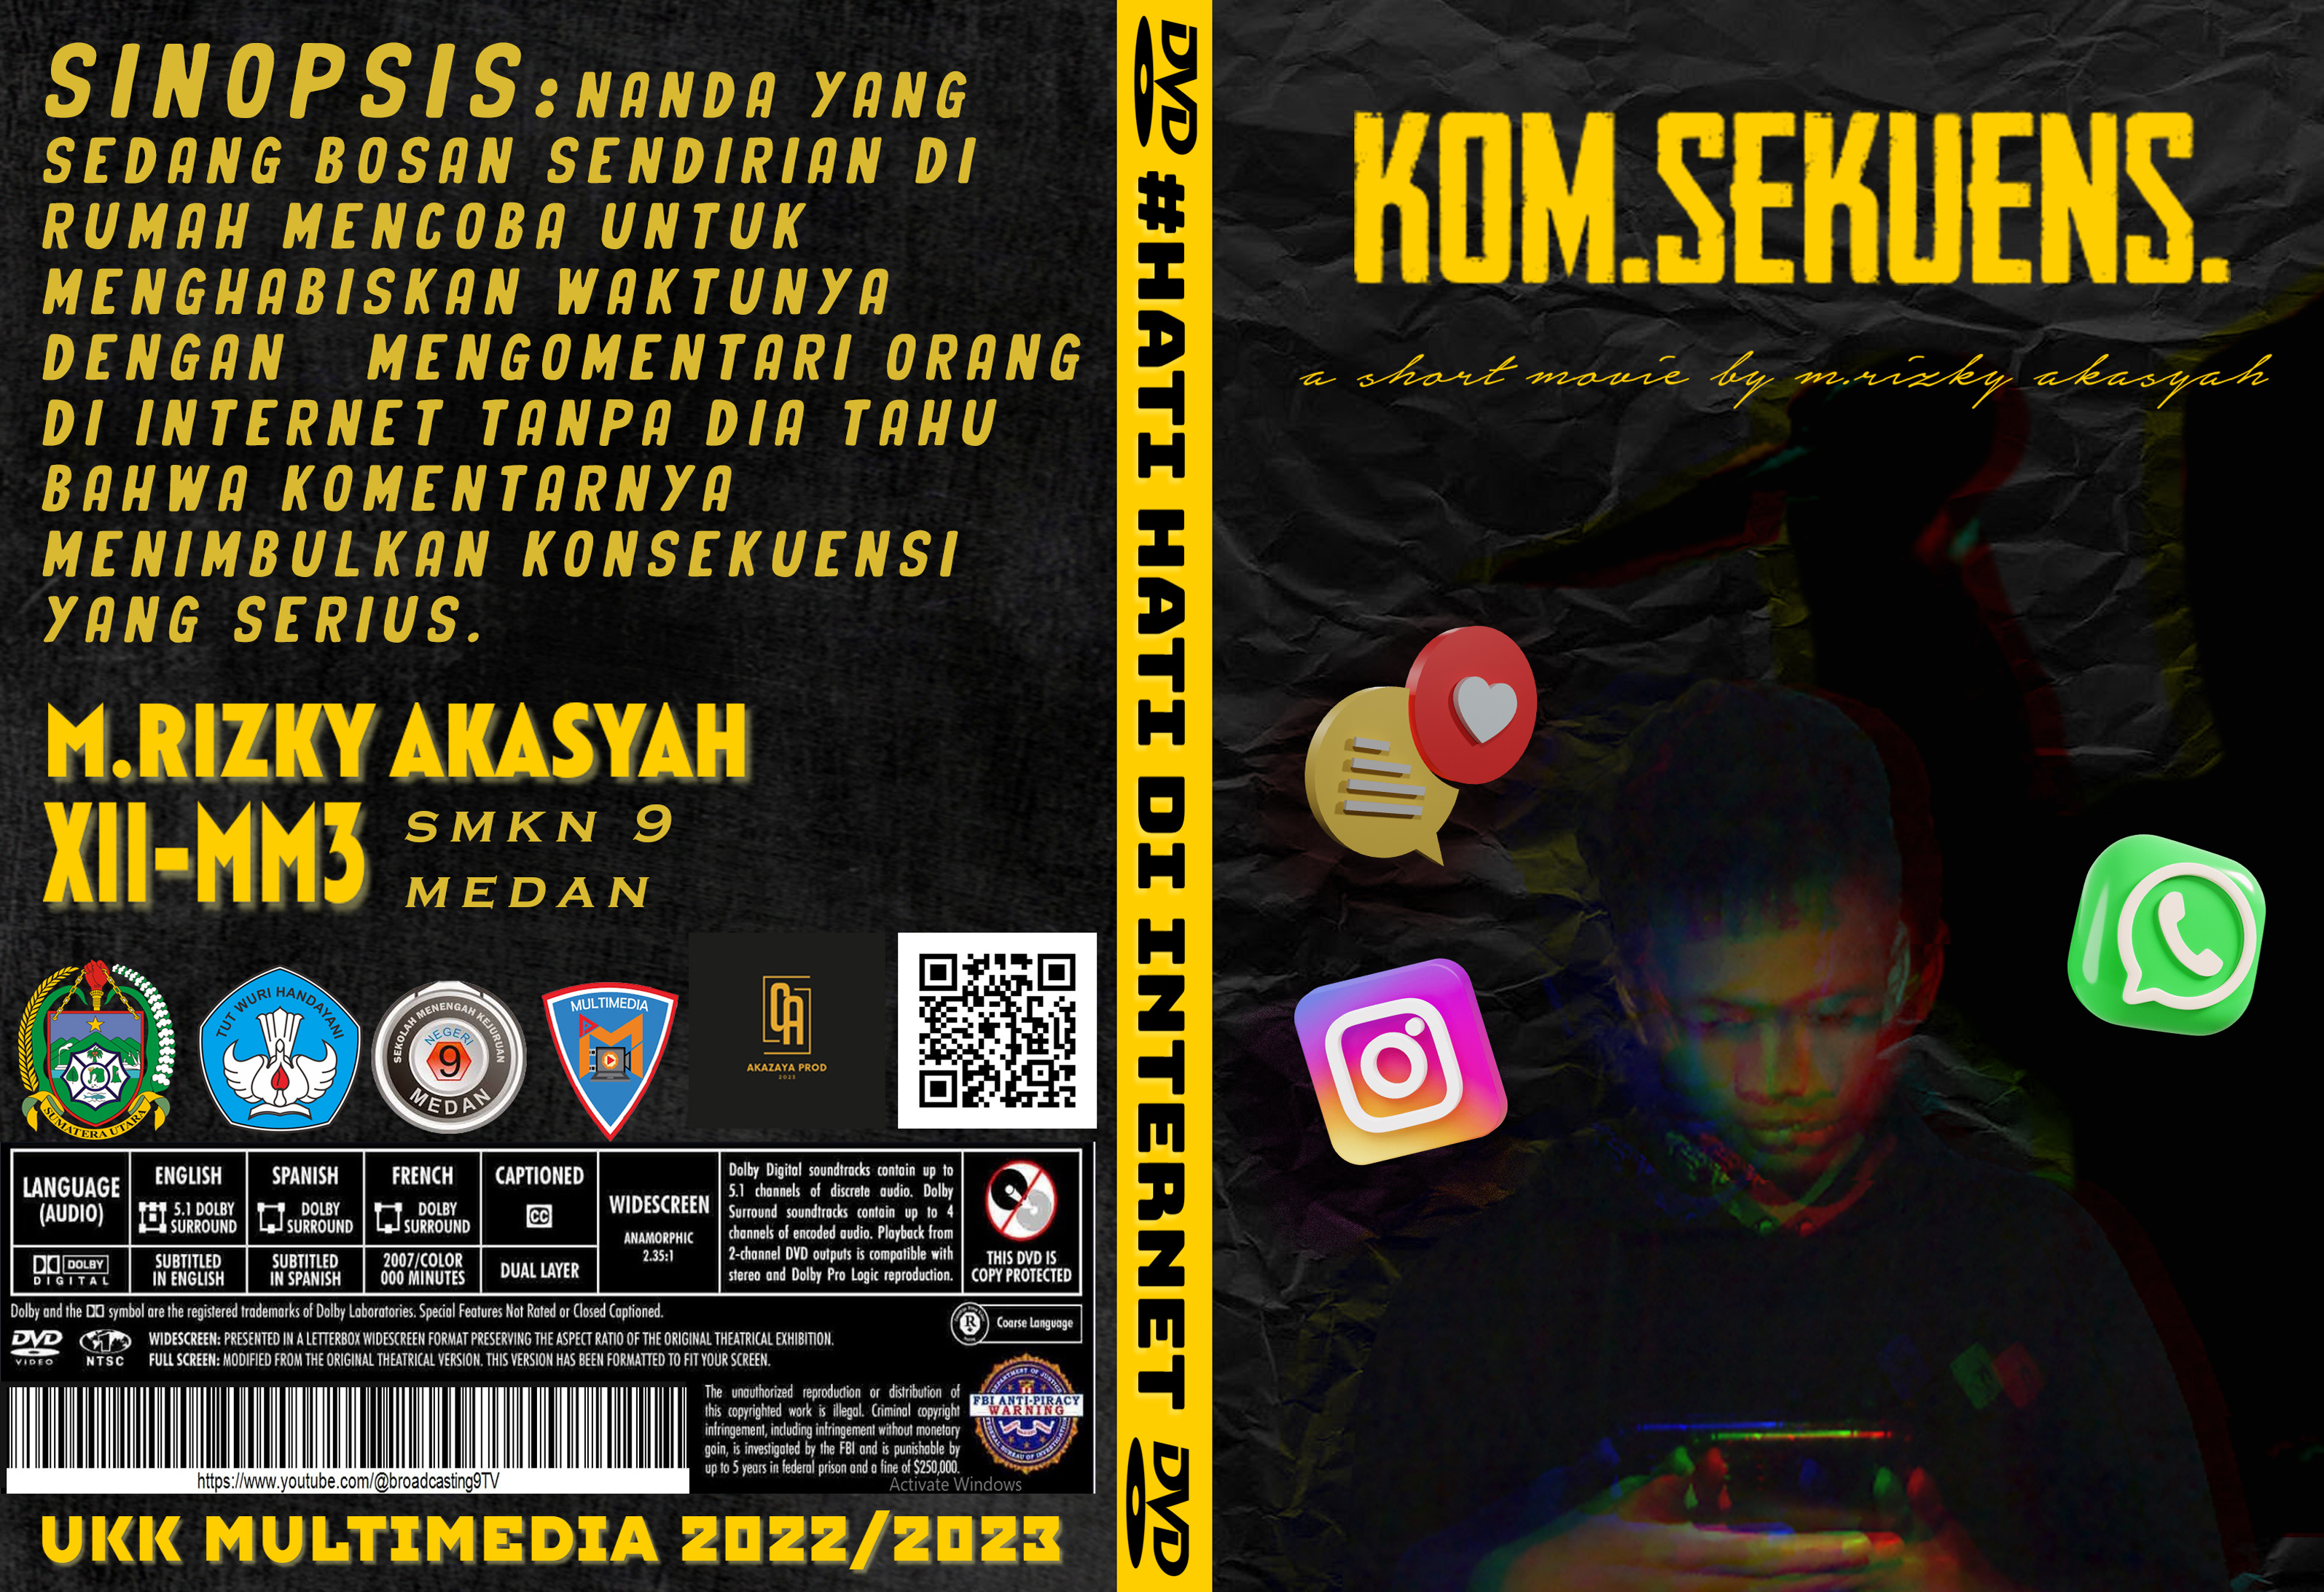 SINOPSIS: NANDA YANG
SEDANG BOSAN SENDIRIAN DI
RUMAH MENCOBA UNTUK
MENGHABISKAN WAKTUNYA
DENGAN MENGOMENTARI ORANG
DI INTERNET TANPA DIA TAHU
BAHWA KOMENTARNYA
MENIMBULKAN KONSEKUENSI
YANG SERIUS.
M.RIZKY AKASYAH
XII-MM3
SMKN 9
MEDAN
SUMATERA UTARA
TUT WURI HANDAYANI
SEKOLAH MENENGAH KEJURUAN
NEGERI
9
MEDAN
MULTIMEDIA
M
CA
AKAZAYA PROD
2023
LANGUAGE
(AUDIO)
ENGLISH
5.1 DOLBY
SURROUND
SPANISH
DOLBY
SURROUND
FRENCH
DOLBY
SURROUND
CAPTIONED
CC
WIDESCREEN
ANAMORPHIC
2.35:1
DOLBY
DIGITAL
SUBTITLED
IN ENGLISH
SUBTITLED
IN SPANISH
2007/COLOR
000 MINUTES
DUAL LAYER
Dolby Digital soundtracks contain up to
5.1 channels of discrete audio. Dolby
Surround soundtracks contain up to 4
channels of encoded audio. Playback from
2-channel DVD outputs is compatible with
stereo and Dolby Pro Logic reproduction.
THIS DVD IS
COPY PROTECTED
Dolby and the DD symbol are the registered trademarks of Dolby Laboratories. Special Features Not Rated or Closed Captioned.
R
Coarse Language
DVD
VIDEO
NTSC
WIDESCREEN: PRESENTED IN A LETTERBOX WIDESCREEN FORMAT PRESERVING THE ASPECT RATIO OF THE ORIGINAL THEATRICAL EXHIBITION.
FULL SCREEN: MODIFIED FROM THE ORIGINAL THEATRICAL VERSION. THIS VERSION HAS BEEN FORMATTED TO FIT YOUR SCREEN.
https://www.youtube.com/@broadcasting9TV
The unauthorized reproduction or distribution of
this copyrighted work is illegal. Criminal copyright
infringement, including infringement without monetary
gain, is investigated by the FBI and is punishable by
up to 5 years in federal prison and a fine of $250,000.
DEPARTMENT OF JUSTICE
FBI ANTI-PIRACY
WARNING
FEDERAL BUREAU OF INVESTIGATION
Activate Windows
UKK MULTIMEDIA 2022/2023
DVD
#HATI HATI DI INTERNET
DVD
KOM.SEKUENS.
a short movie by m.rizky akasyah